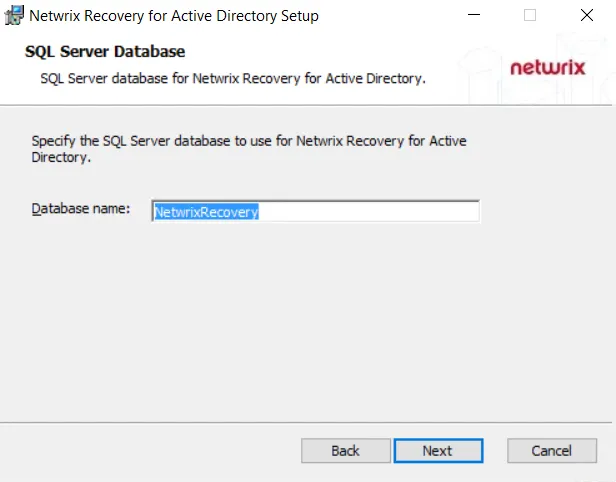 Netwrix Recovery for Active Directory Setup
SQL Server Database
SQL Server database for Netwrix Recovery for Active Directory.
netwrix
Specify the SQL Server database to use for Netwrix Recovery for Active
Directory.
Database name: NetwrixRecovery
Back Next Cancel